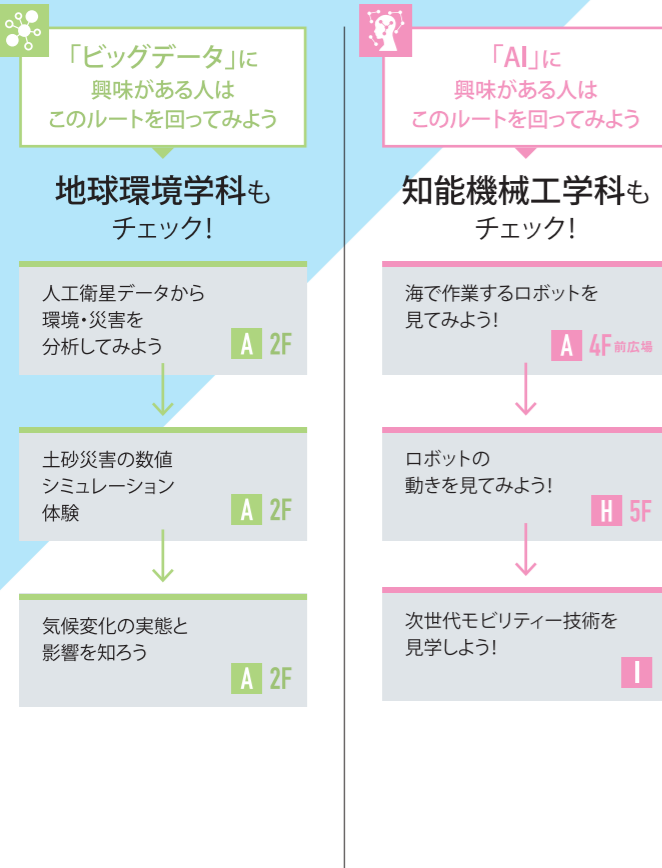 「ビッグデータ」に
興味がある人は
このルートを回ってみよう
地球環境学科も
チェック!
人工衛星データから
環境・災害を
分析してみよう
A 2F
土砂災害の数値
シミュレーション
体験
A 2F
気候変化の実態と
影響を知ろう
A 2F
「AI」に
興味がある人は
このルートを回ってみよう
知能機械工学科も
チェック!
海で作業するロボットを
見てみよう!
A 4F前広場
ロボットの
動きを見てみよう!
H 5F
次世代モビリティー技術を
見学しよう!
I